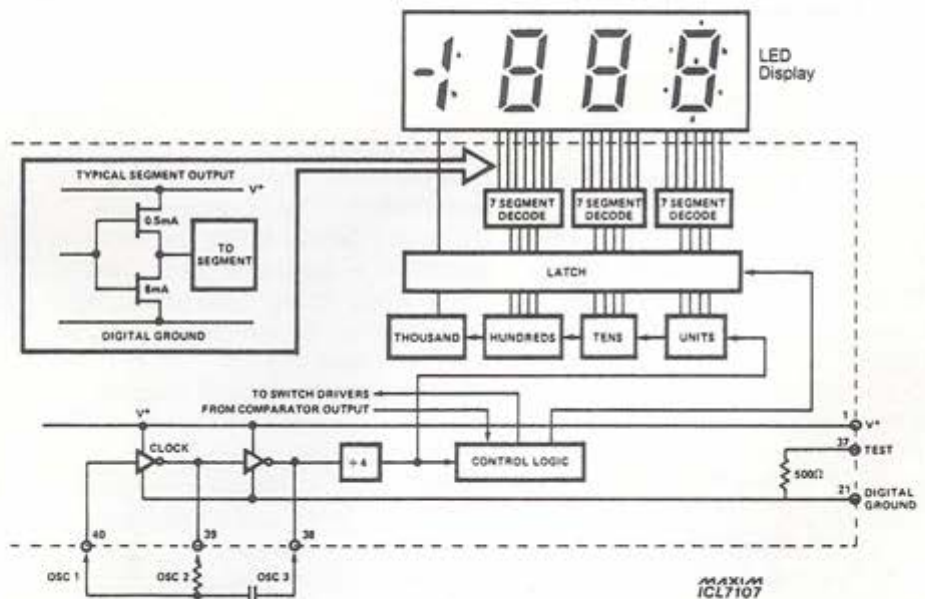 LED
Display
TYPICAL SEGMENT OUTPUT
V+
0.5mA
TO
SEGMENT
8mA
DIGITAL GROUND
7 SEGMENT
DECODE
7 SEGMENT
DECODE
7 SEGMENT
DECODE
LATCH
THOUSAND
HUNDREDS
TENS
UNITS
TO SWITCH DRIVERS
FROM COMPARATOR OUTPUT
V+
CLOCK
÷4
CONTROL LOGIC
1
V+
37
TEST
500Ω
21
DIGITAL
GROUND
40
39
38
OSC 1
OSC 2
OSC 3
MAXIM
ICL7107